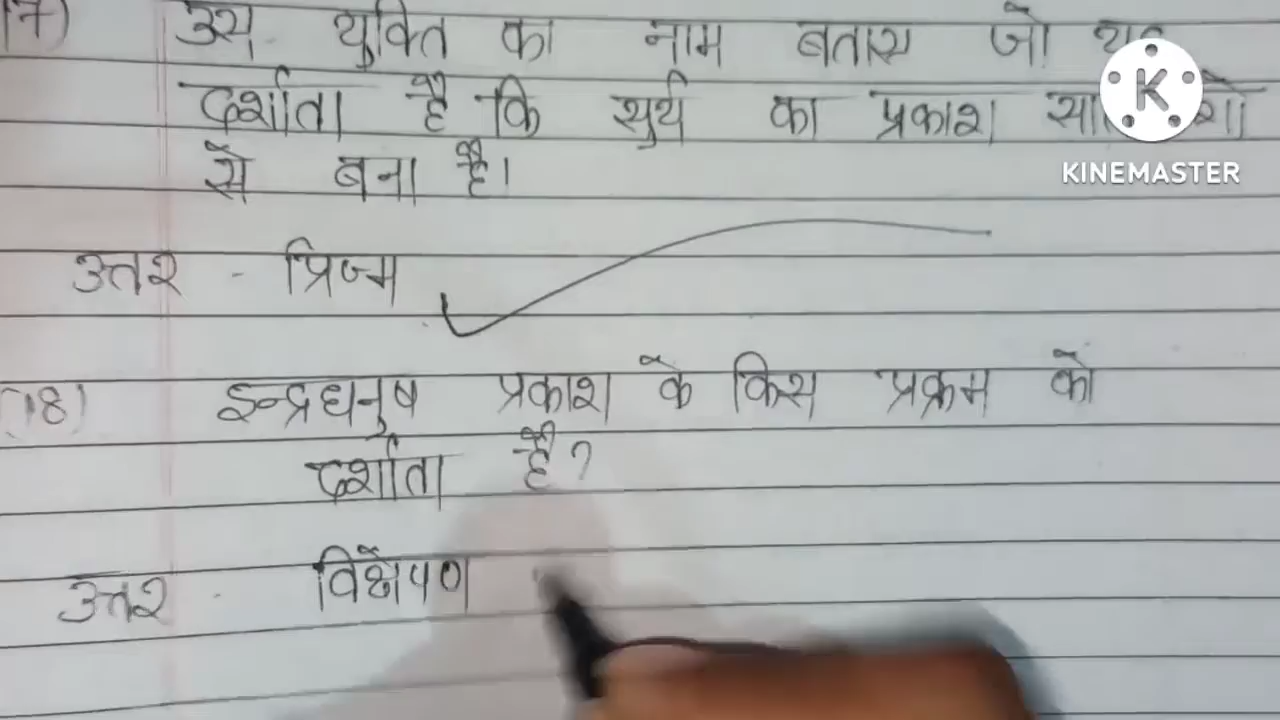 17) उस युक्ति का नाम बताए जो
दर्शाता है कि सुर्य का प्रकाश
से बना है।
उत्तर - प्रिज्म
(18) इन्द्रधनुष प्रकाश के किस प्रक्रम को
दर्शाता है?
उत्तर - विक्षेपण
K
KINEMASTER